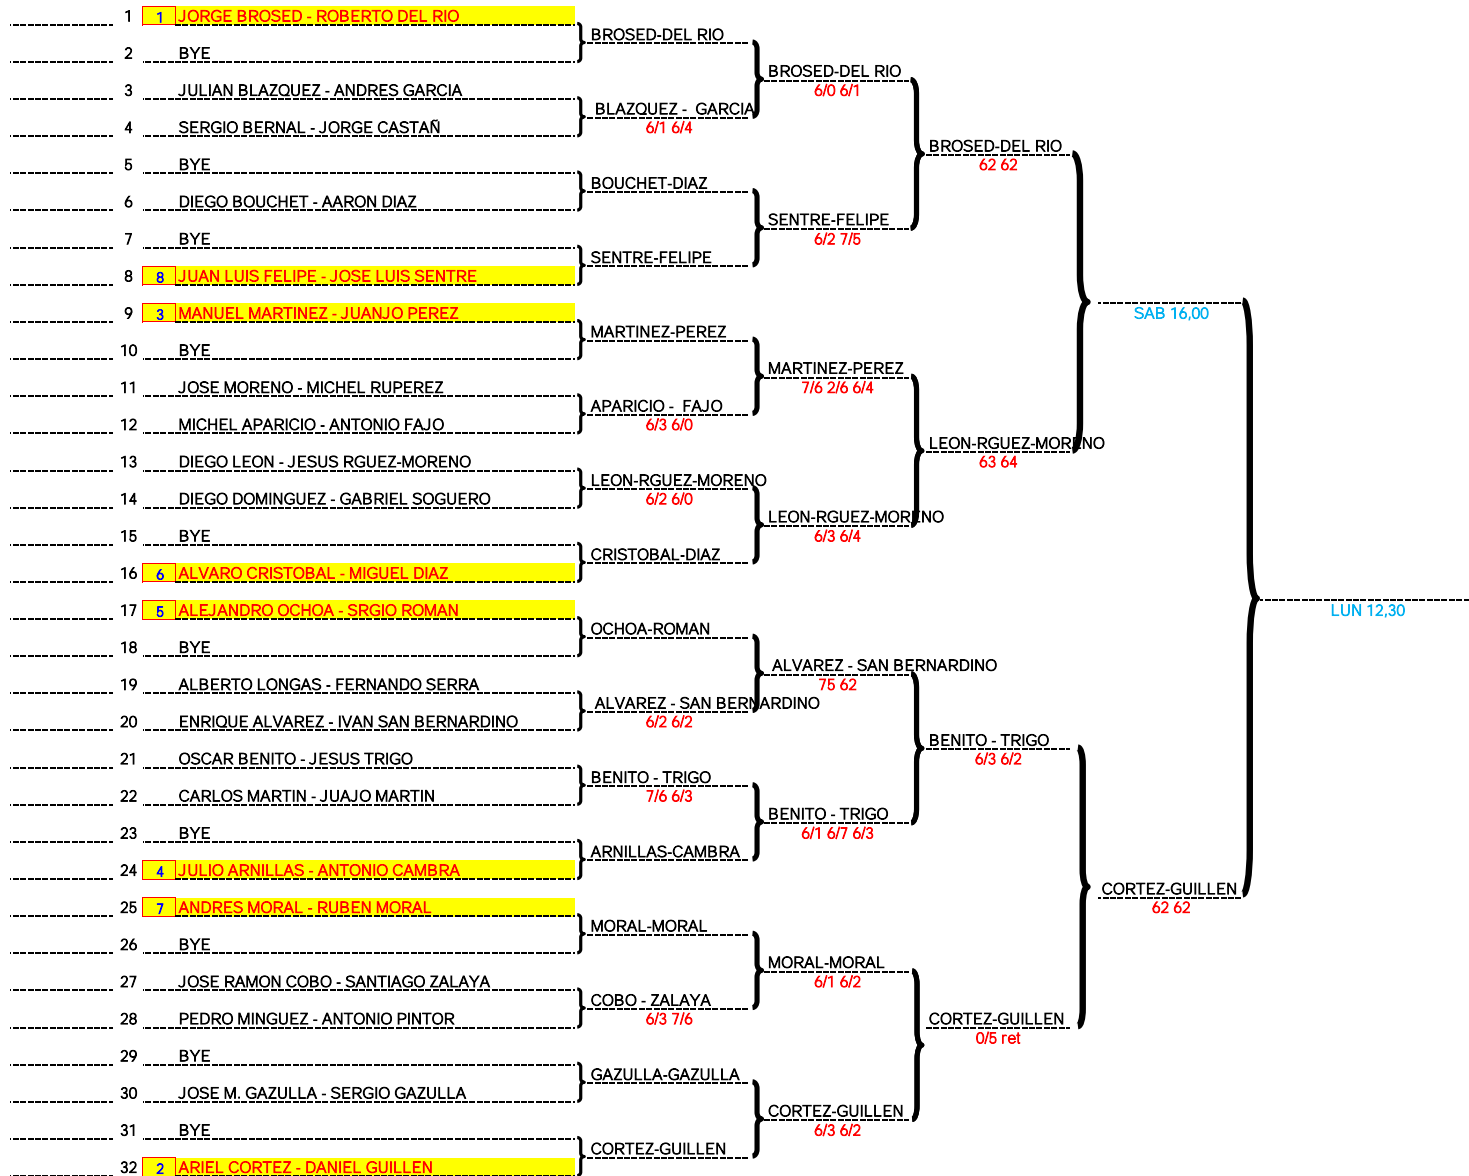 1 1 JORGE BROSED - ROBERTO DEL RIO
BROSED-DEL RIO
2 BYE
BROSED-DEL RIO
6/0 6/1
3 JULIAN BLAZQUEZ - ANDRES GARCIA
BLAZQUEZ - GARCIA
6/1 6/4
4 SERGIO BERNAL - JORGE CASTAÑ
BROSED-DEL RIO
62 62
5 BYE
BOUCHET-DIAZ
6 DIEGO BOUCHET - AARON DIAZ
SENTRE-FELIPE
6/2 7/5
7 BYE
SENTRE-FELIPE
8 8 JUAN LUIS FELIPE - JOSE LUIS SENTRE
SAB 16,00
9 3 MANUEL MARTINEZ - JUANJO PEREZ
MARTINEZ-PEREZ
10 BYE
MARTINEZ-PEREZ
7/6 2/6 6/4
11 JOSE MORENO - MICHEL RUPEREZ
APARICIO - FAJO
6/3 6/0
12 MICHEL APARICIO - ANTONIO FAJO
LEON-RGUEZ-MORENO
63 64
13 DIEGO LEON - JESUS RGUEZ-MORENO
LEON-RGUEZ-MORENO
6/2 6/0
14 DIEGO DOMINGUEZ - GABRIEL SOGUERO
LEON-RGUEZ-MORENO
6/3 6/4
15 BYE
CRISTOBAL-DIAZ
16 6 ALVARO CRISTOBAL - MIGUEL DIAZ
LUN 12,30
17 5 ALEJANDRO OCHOA - SRGIO ROMAN
OCHOA-ROMAN
18 BYE
ALVAREZ - SAN BERNARDINO
75 62
19 ALBERTO LONGAS - FERNANDO SERRA
ALVAREZ - SAN BERNARDINO
6/2 6/2
20 ENRIQUE ALVAREZ - IVAN SAN BERNARDINO
BENITO - TRIGO
6/3 6/2
21 OSCAR BENITO - JESUS TRIGO
BENITO - TRIGO
7/6 6/3
22 CARLOS MARTIN - JUAJO MARTIN
BENITO - TRIGO
6/1 6/7 6/3
23 BYE
ARNILLAS-CAMBRA
24 4 JULIO ARNILLAS - ANTONIO CAMBRA
CORTEZ-GUILLEN
62 62
25 7 ANDRES MORAL - RUBEN MORAL
MORAL-MORAL
26 BYE
MORAL-MORAL
6/1 6/2
27 JOSE RAMON COBO - SANTIAGO ZALAYA
COBO - ZALAYA
6/3 7/6
28 PEDRO MINGUEZ - ANTONIO PINTOR
CORTEZ-GUILLEN
0/5 ret
29 BYE
GAZULLA-GAZULLA
30 JOSE M. GAZULLA - SERGIO GAZULLA
CORTEZ-GUILLEN
6/3 6/2
31 BYE
CORTEZ-GUILLEN
32 2 ARIEL CORTEZ - DANIEL GUILLEN